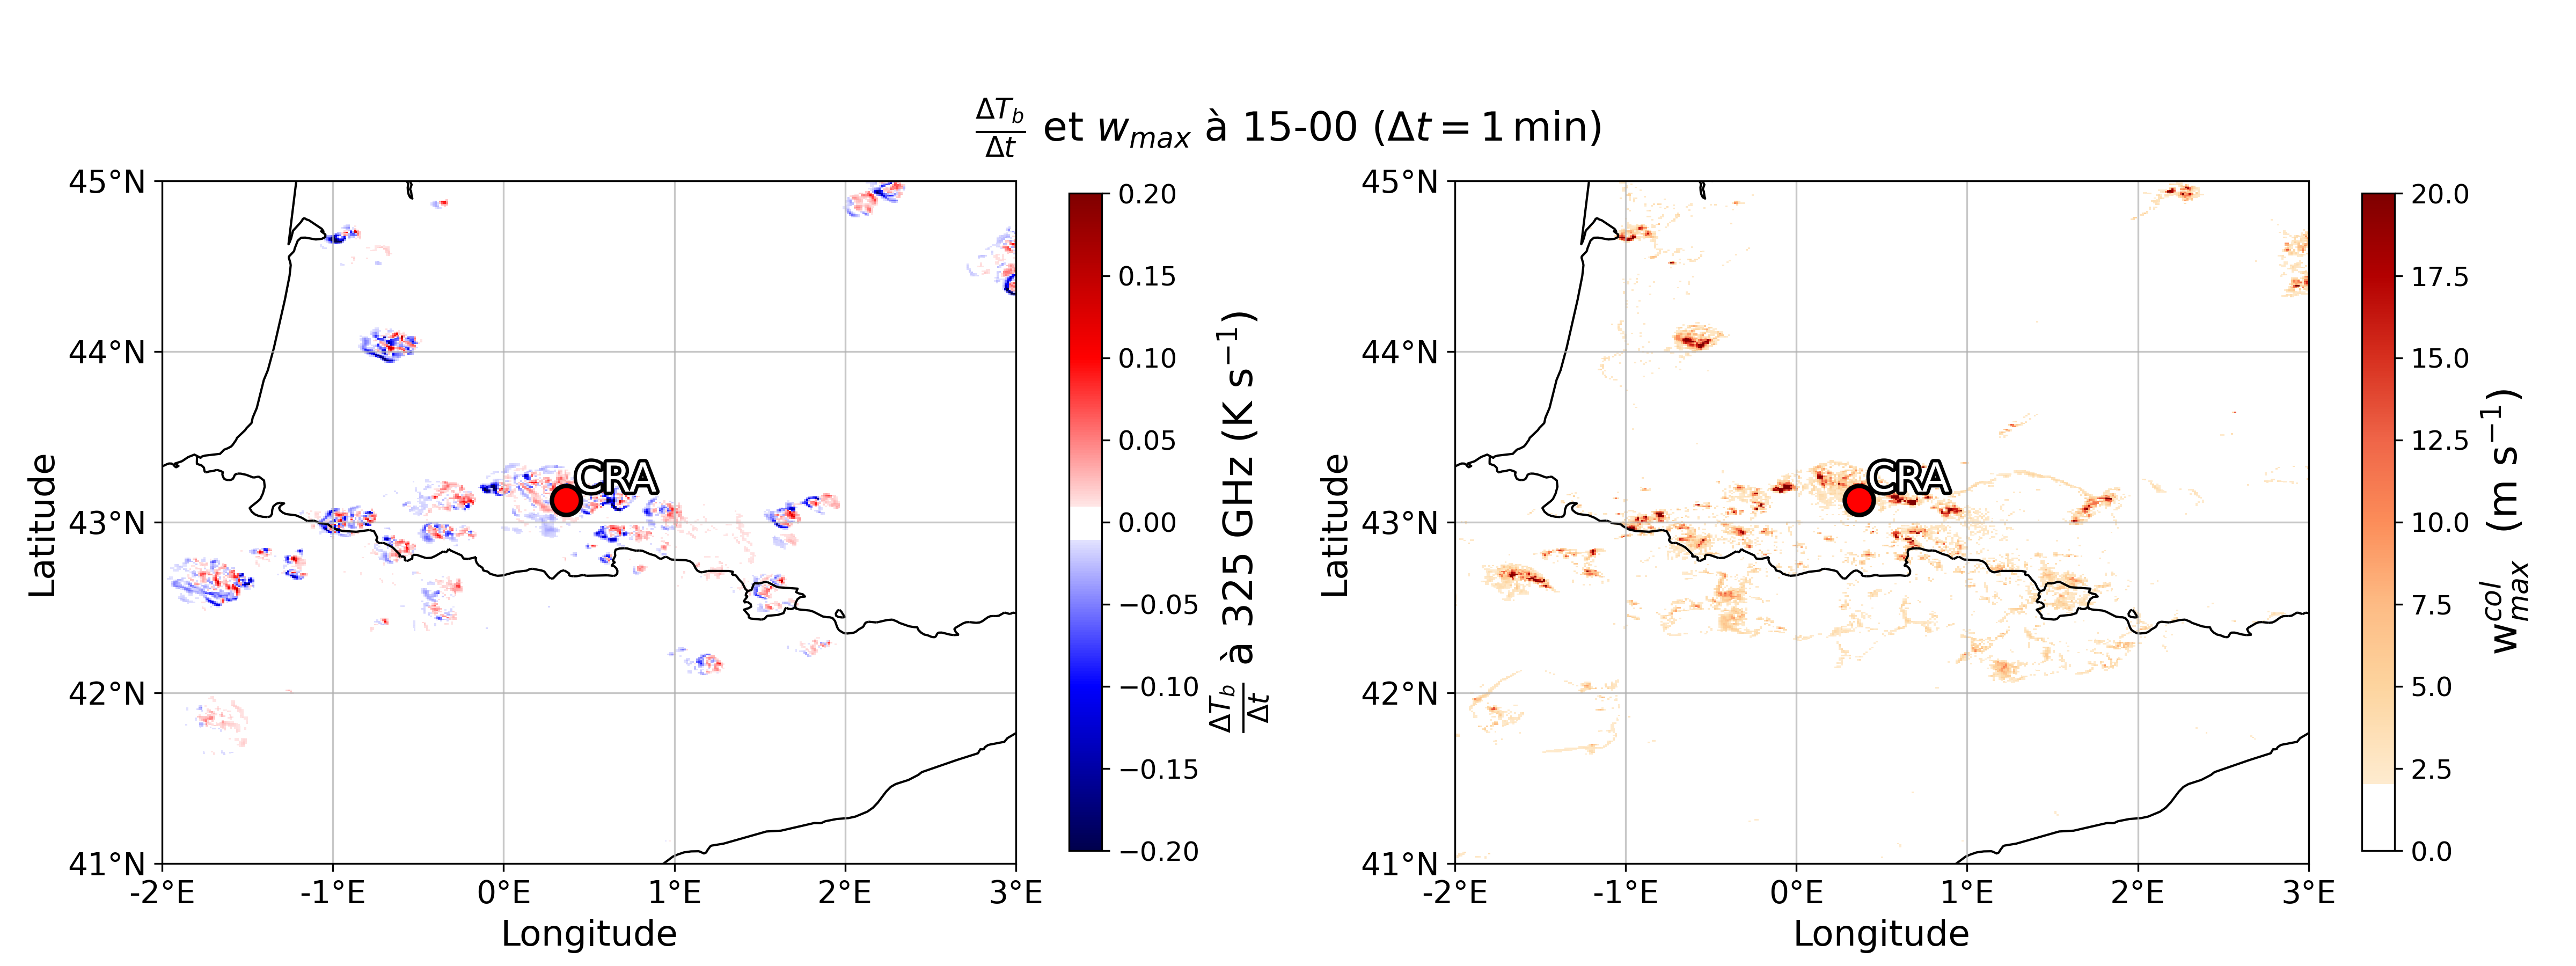 ΔT_b/Δt et w_max à 15-00 (Δt = 1 min)
45°N
44°N
43°N
42°N
41°N
-2°E
-1°E
0°E
1°E
2°E
3°E
Latitude
Longitude
CRA
0.20
0.15
0.10
0.05
0.00
−0.05
−0.10
−0.15
−0.20
ΔT_b/Δt à 325 GHz (K s⁻¹)
45°N
44°N
43°N
42°N
41°N
-2°E
-1°E
0°E
1°E
2°E
3°E
Latitude
Longitude
CRA
20.0
17.5
15.0
12.5
10.0
7.5
5.0
2.5
0.0
w_max^col (m s⁻¹)